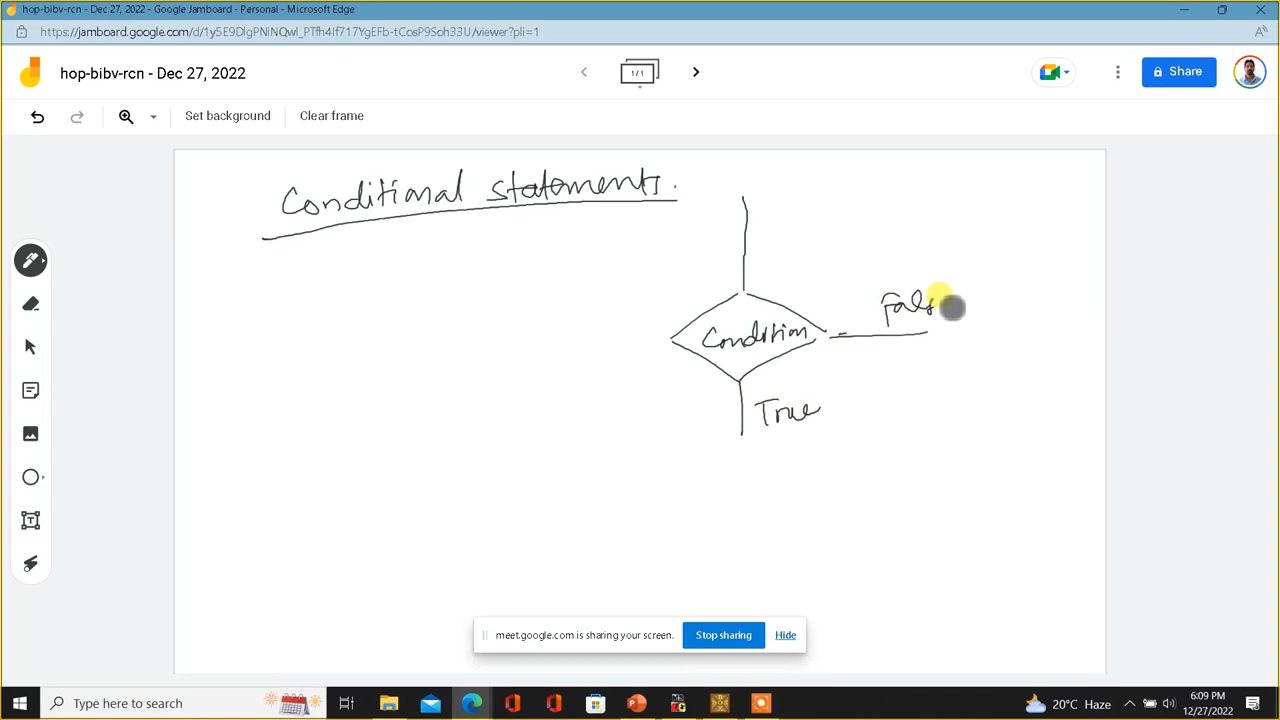 hop-bibv-rcn - Dec 27, 2022 - Google Jamboard - Personal - Microsoft Edge
https://jamboard.google.com/d/1y5E9DlgPNiNQwl_PTfh4If717YgEFb-tCosP9Soh33U/viewer?pli=1
hop-bibv-rcn - Dec 27, 2022
1/1
Share
Set background
Clear frame
Conditional statements.
Fals
Condition
True
meet.google.com is sharing your screen.
Stop sharing
Hide
Type here to search
20°C Haze
6:09 PM
12/27/2022